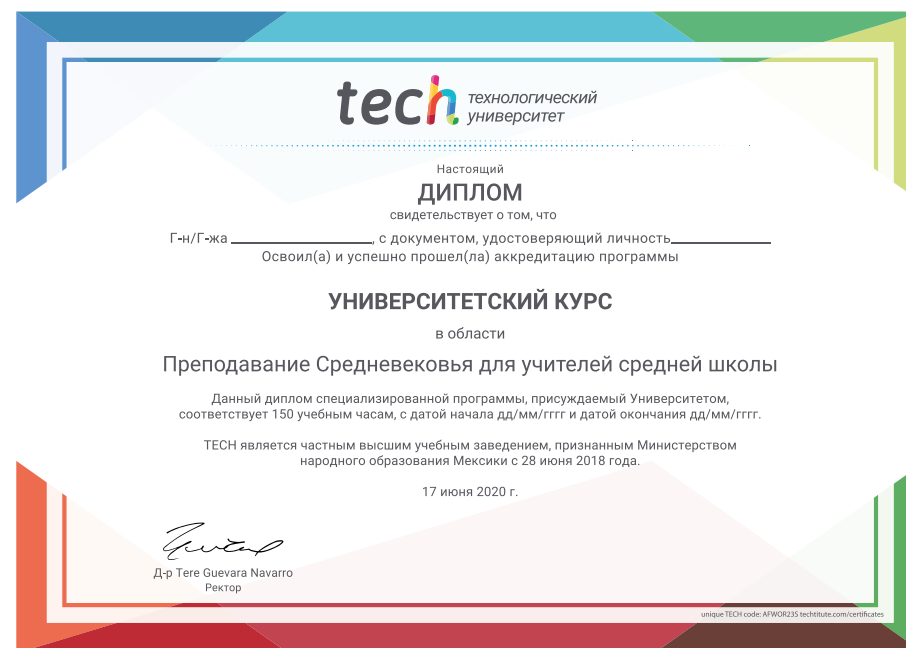 tech технологический
университет
Настоящий
ДИПЛОМ
свидетельствует о том, что
Г-н/Г-жа ____________, с документом, удостоверяющий личность____________
Освоил(а) и успешно прошел(ла) аккредитацию программы
УНИВЕРСИТЕТСКИЙ КУРС
в области
Преподавание Средневековья для учителей средней школы
Данный диплом специализированной программы, присуждаемый Университетом,
соответствует 150 учебным часам, с датой начала дд/мм/гггг и датой окончания дд/мм/гггг.
TECH является частным высшим учебным заведением, признанным Министерством
народного образования Мексики с 28 июня 2018 года.
17 июня 2020 г.
Д-р Tere Guevara Navarro
Ректор
unique TECH code: AFWOR23S techtitute.com/certificates